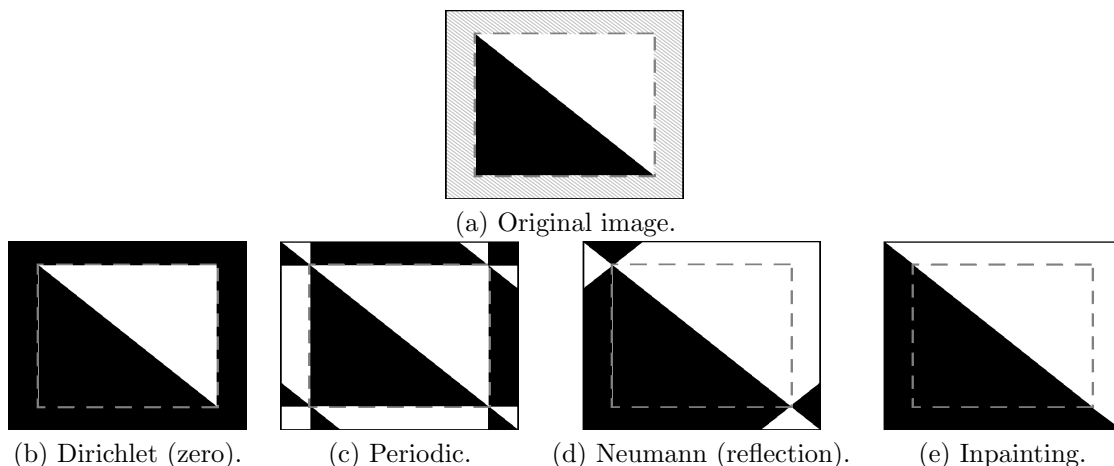 (a) Original image.
(b) Dirichlet (zero).
(c) Periodic.
(d) Neumann (reflection).
(e) Inpainting.